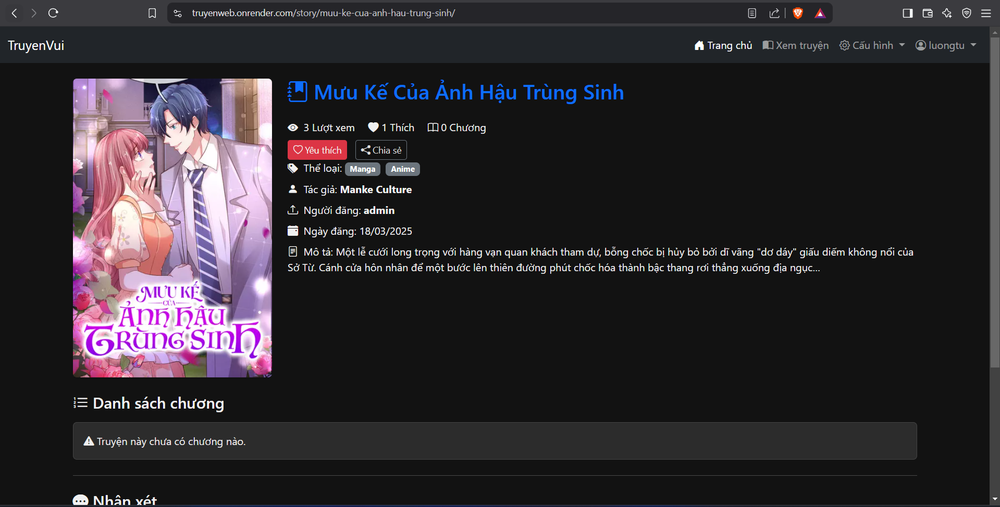 truyenweb.onrender.com/story/muu-ke-cua-anh-hau-trung-sinh/
TruyenVui
Trang chủ
Xem truyện
Cấu hình
luongtu
Mưu Kế Của Ảnh Hậu Trùng Sinh
3 Lượt xem
1 Thích
0 Chương
Yêu thích
Chia sẻ
Thể loại: Manga Anime
Tác giả: Manke Culture
Người đăng: admin
Ngày đăng: 18/03/2025
Mô tả: Một lễ cưới long trọng với hàng vạn quan khách tham dự, bỗng chốc bị hủy bỏ bởi dĩ vãng "dơ dáy" giấu diếm không nổi của
Sở Từ. Cánh cửa hôn nhân để một bước lên thiên đường phút chốc hóa thành bậc thang rơi thẳng xuống địa ngục...
MƯU KẾ
CỦA
ẢNH HẬU
TRÙNG SINH
Danh sách chương
Truyện này chưa có chương nào.
Nhận xét